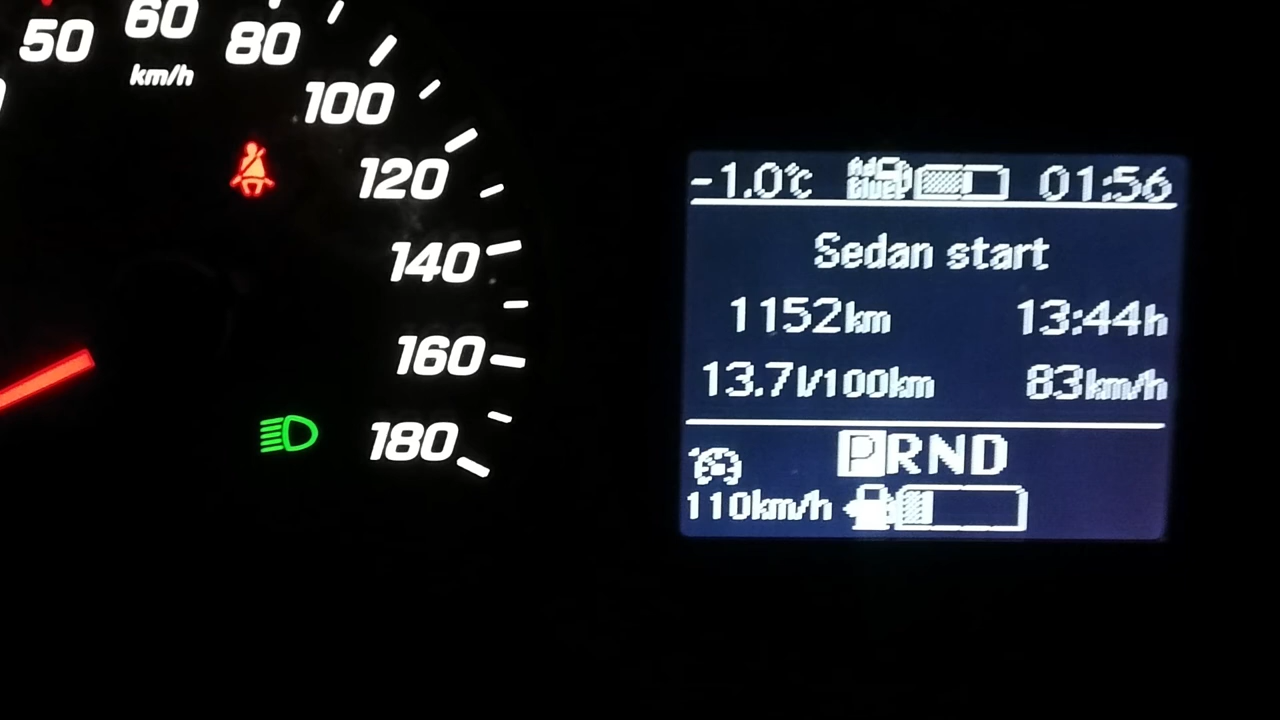 50 60 80
km/h
100
120
140
160
180
-1.0°C AdBlue 01:56
Sedan start
1152km 13:44h
13.7l/100km 83km/h
PRND
110km/h